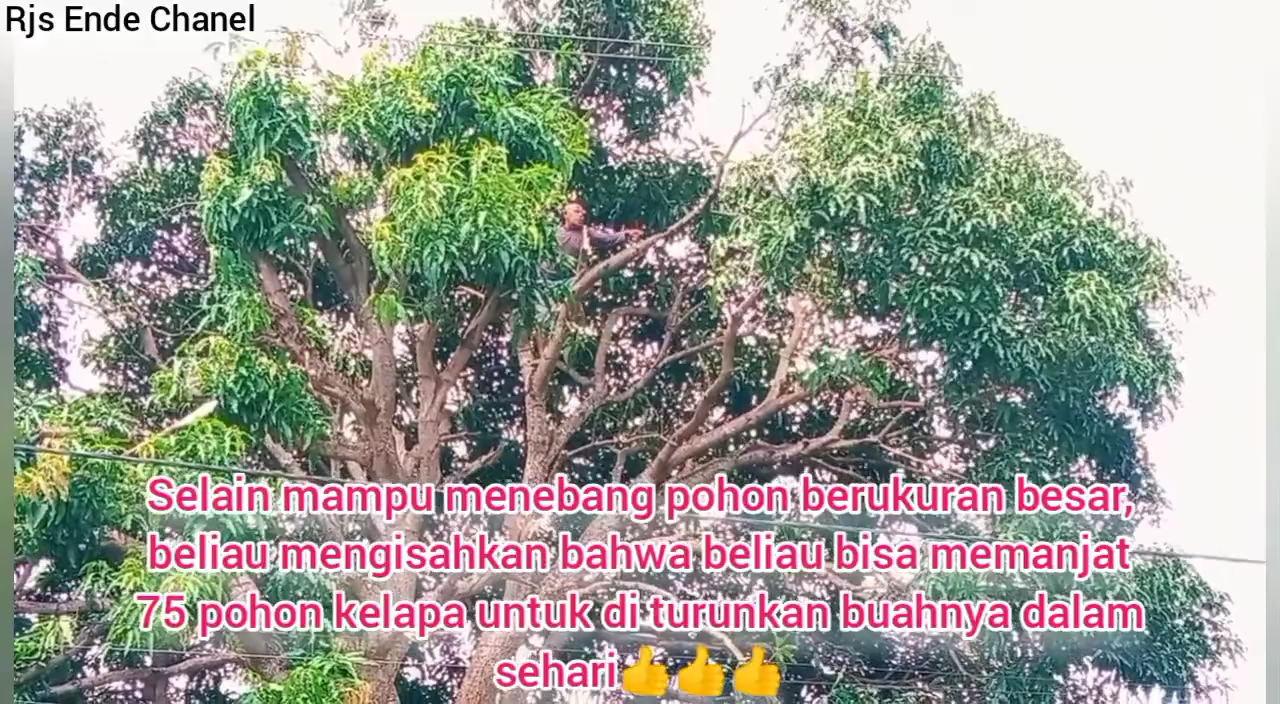 Rjs Ende Chanel
Selain mampu menebang pohon berukuran besar,
beliau mengisahkan bahwa beliau bisa memanjat
75 pohon kelapa untuk di turunkan buahnya dalam
sehari👍👍👍